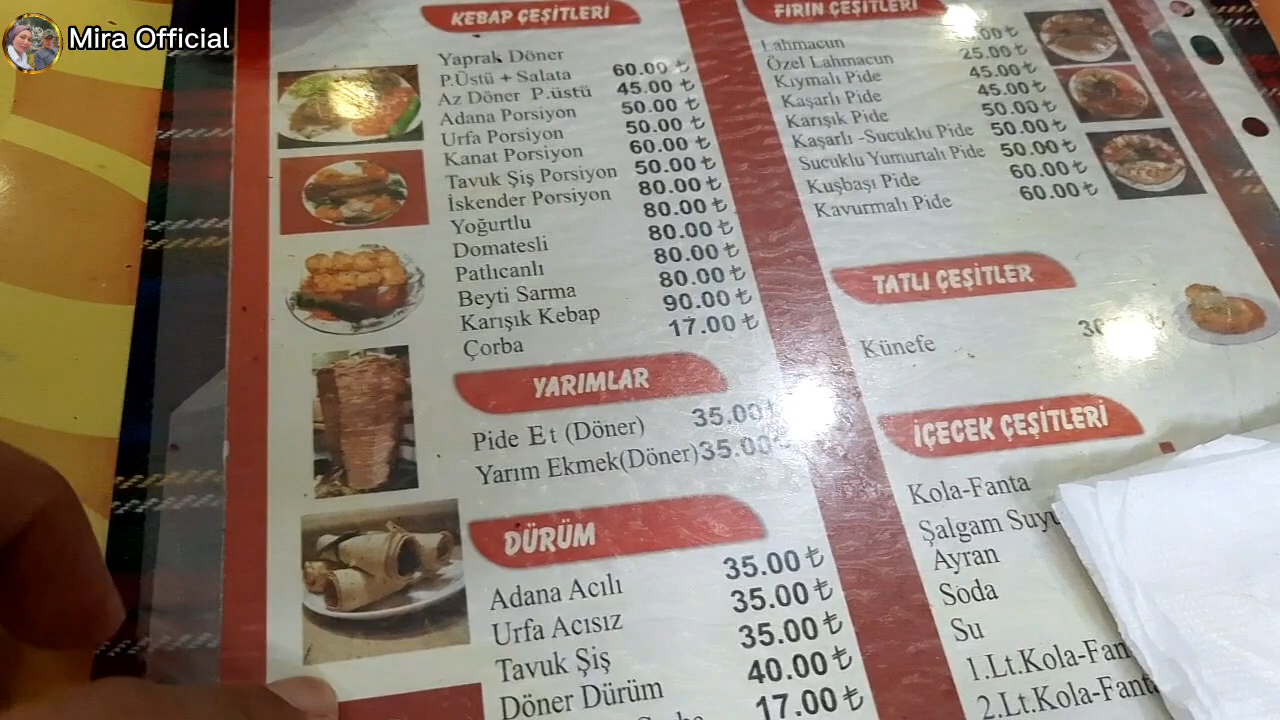 Mira Official
KEBAP ÇEŞİTLERİ
Yaprak Döner
P.Üstü + Salata 60.00 ₺
Az Döner P.üstü 45.00 ₺
Adana Porsiyon 50.00 ₺
Urfa Porsiyon 50.00 ₺
Kanat Porsiyon 60.00 ₺
Tavuk Şiş Porsiyon 50.00 ₺
İskender Porsiyon 80.00 ₺
Yoğurtlu 80.00 ₺
Domatesli 80.00 ₺
Patlıcanlı 80.00 ₺
Beyti Sarma 80.00 ₺
Karışık Kebap 90.00 ₺
Çorba 17.00 ₺
YARIMLAR
Pide Et (Döner) 35.00 ₺
Yarım Ekmek(Döner) 35.00
DÜRÜM
Adana Acılı 35.00 ₺
Urfa Acısız 35.00 ₺
Tavuk Şiş 35.00 ₺
Döner Dürüm 40.00 ₺
17.00 ₺
FIRIN ÇEŞİTLERİ
Lahmacun
Özel Lahmacun 25.00 ₺
Kıymalı Pide 45.00 ₺
Kaşarlı Pide 45.00 ₺
Karışık Pide 50.00 ₺
Kaşarlı -Sucuklu Pide 50.00 ₺
Sucuklu Yumurtalı Pide 50.00 ₺
Kuşbaşı Pide 60.00 ₺
Kavurmalı Pide 60.00 ₺
TATLI ÇEŞİTLER
Künefe
İÇECEK ÇEŞİTLERİ
Kola-Fanta
Şalgam Suyu
Ayran
Soda
Su
1.Lt.Kola-Fan
2.Lt.Kola-Fanta